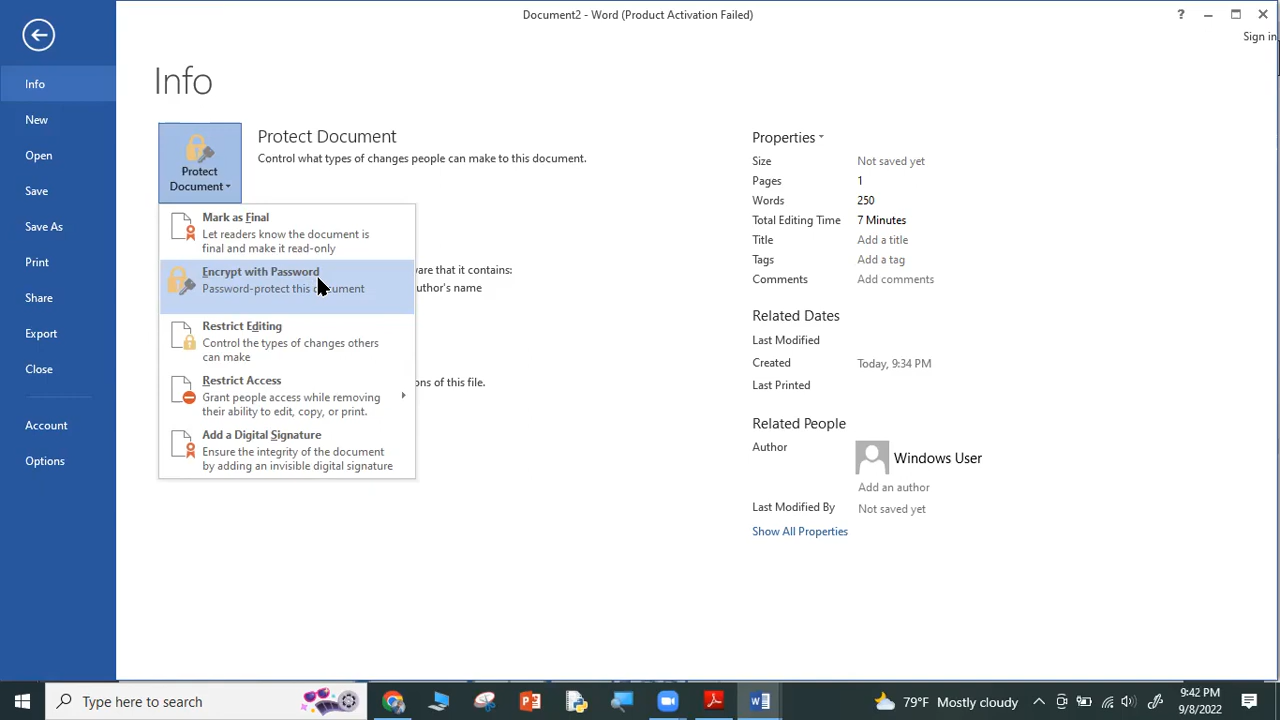 Document2 - Word (Product Activation Failed)
?
Sign in
Info
New
Open
Save
Save As
Print
Share
Export
Close
Account
Options
Info
Protect
Document
Protect Document
Control what types of changes people can make to this document.
Mark as Final
Let readers know the document is
final and make it read-only
Encrypt with Password
Password-protect this document
Restrict Editing
Control the types of changes others
can make
Restrict Access
Grant people access while removing
their ability to edit, copy, or print.
Add a Digital Signature
Ensure the integrity of the document
by adding an invisible digital signature
that it contains:
author's name
of this file.
Properties
Size Not saved yet
Pages 1
Words 250
Total Editing Time 7 Minutes
Title Add a title
Tags Add a tag
Comments Add comments
Related Dates
Last Modified
Created Today, 9:34 PM
Last Printed
Related People
Author Windows User
Add an author
Last Modified By Not saved yet
Show All Properties
Type here to search
79°F Mostly cloudy
9:42 PM
9/8/2022